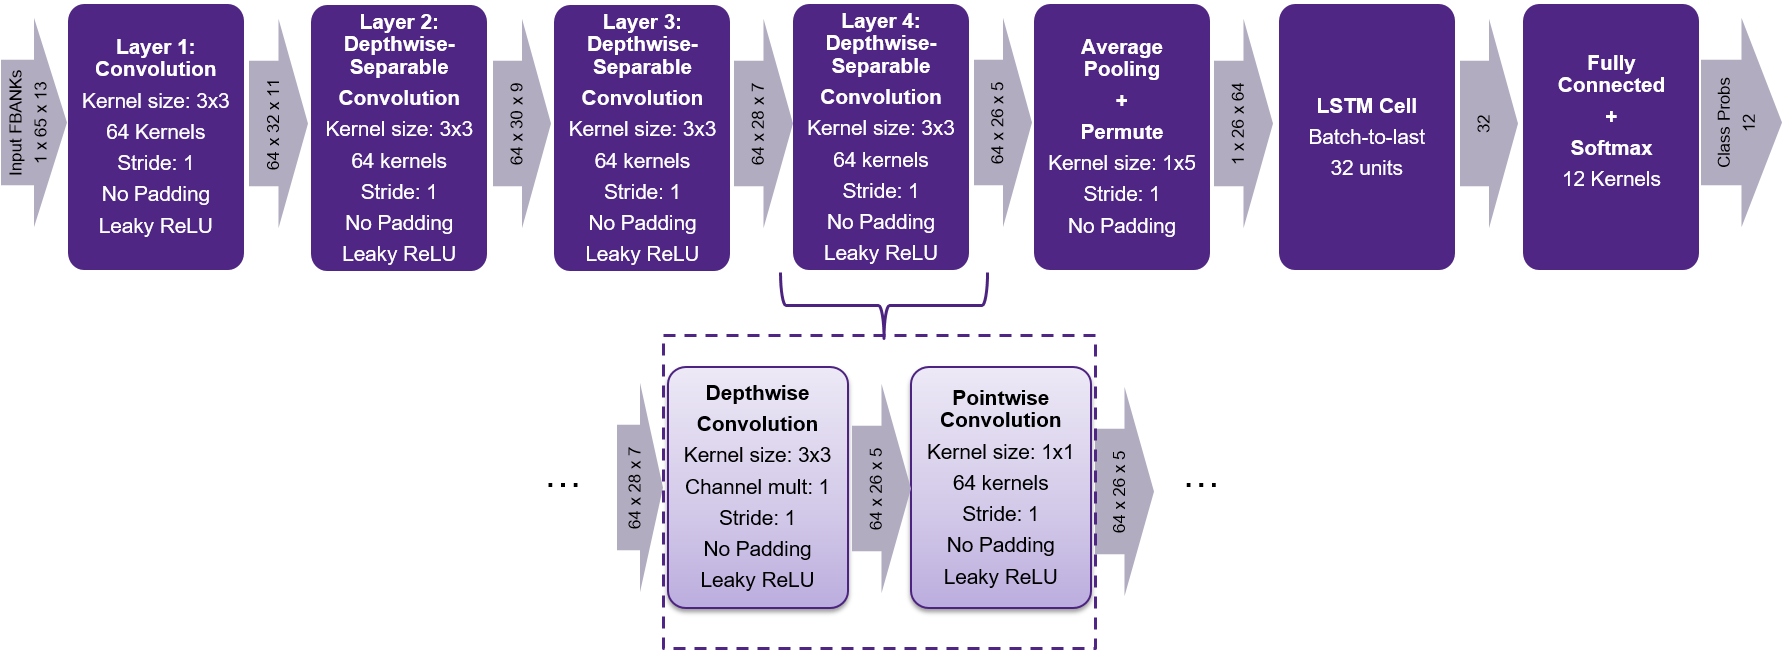 Input FBANKs
1 x 65 x 13
Layer 1:
Convolution
Kernel size: 3x3
64 Kernels
Stride: 1
No Padding
Leaky ReLU
64 x 32 x 11
Layer 2:
Depthwise-
Separable
Convolution
Kernel size: 3x3
64 kernels
Stride: 1
No Padding
Leaky ReLU
64 x 30 x 9
Layer 3:
Depthwise-
Separable
Convolution
Kernel size: 3x3
64 kernels
Stride: 1
No Padding
Leaky ReLU
64 x 28 x 7
Layer 4:
Depthwise-
Separable
Convolution
Kernel size: 3x3
64 kernels
Stride: 1
No Padding
Leaky ReLU
64 x 26 x 5
Average
Pooling
+
Permute
Kernel size: 1x5
Stride: 1
No Padding
1 x 26 x 64
LSTM Cell
Batch-to-last
32 units
32
Fully
Connected
+
Softmax
12 Kernels
Class Probs
12
...
64 x 28 x 7
Depthwise
Convolution
Kernel size: 3x3
Channel mult: 1
Stride: 1
No Padding
Leaky ReLU
64 x 26 x 5
Pointwise
Convolution
Kernel size: 1x1
64 kernels
Stride: 1
No Padding
Leaky ReLU
64 x 26 x 5
...